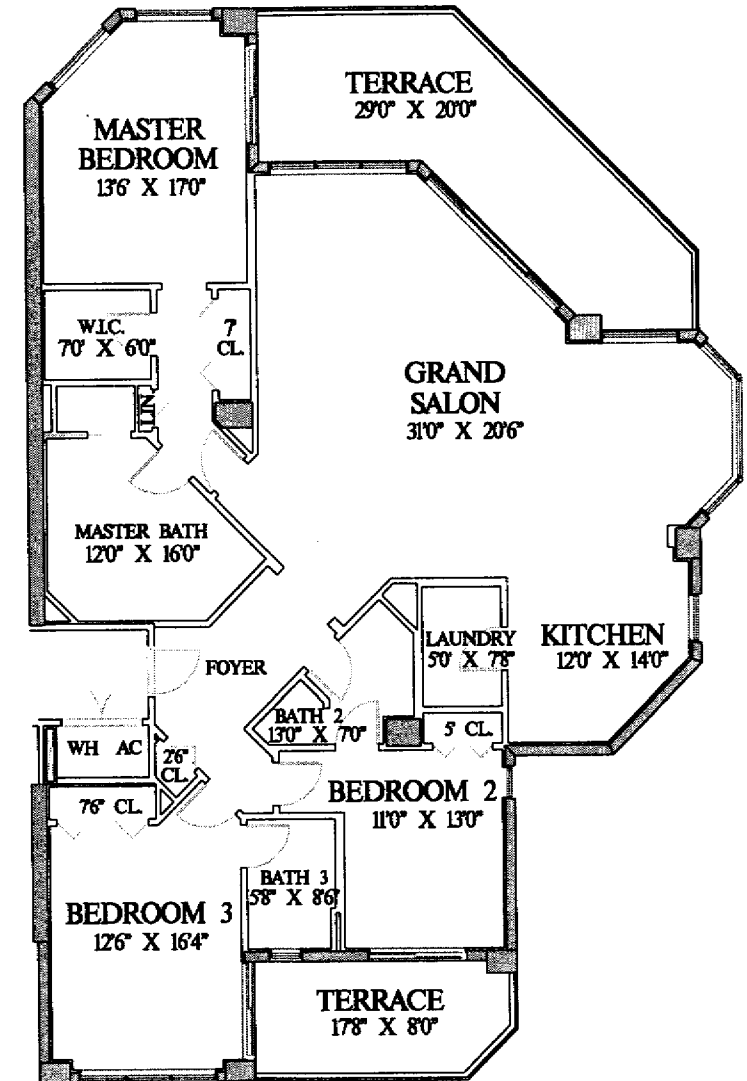 TERRACE
29'0" X 20'0"
MASTER
BEDROOM
13'6' X 17'0"
W.I.C.
7'0' X 6'0"
7'
CL.
GRAND
SALON
31'0" X 20'6"
LIN
MASTER BATH
12'0" X 16'0"
LAUNDRY
5'0' X 7'8"
KITCHEN
12'0' X 14'0"
FOYER
BATH 2
13'0" X 7'0"
5' CL.
WH AC
2'6"
CL.
7'6" CL.
BEDROOM 2
11'0" X 13'0"
BATH 3
5'8" X 8'6"
BEDROOM 3
12'6" X 16'4"
TERRACE
17'8" X 8'0"